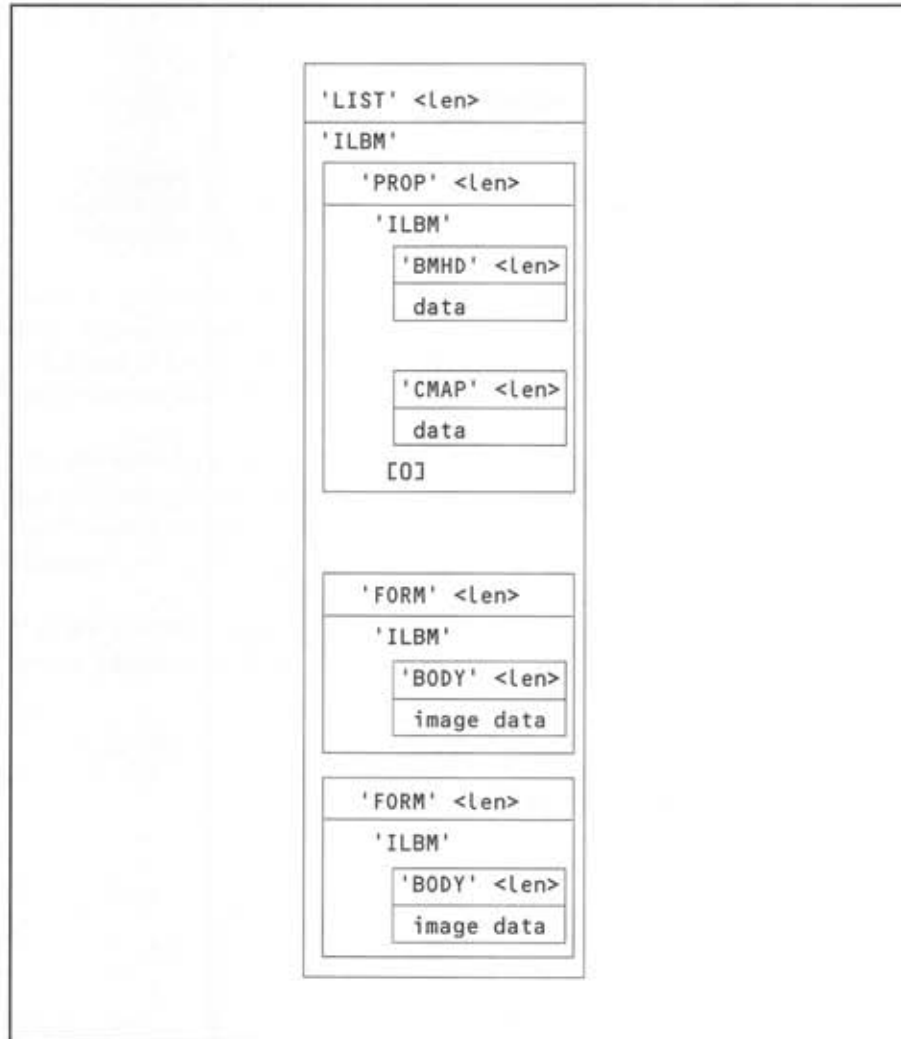 'LIST' <len>
'ILBM'
'PROP' <len>
'ILBM'
'BMHD' <len>
data
'CMAP' <len>
data
[0]
'FORM' <len>
'ILBM'
'BODY' <len>
image data
'FORM' <len>
'ILBM'
'BODY' <len>
image data